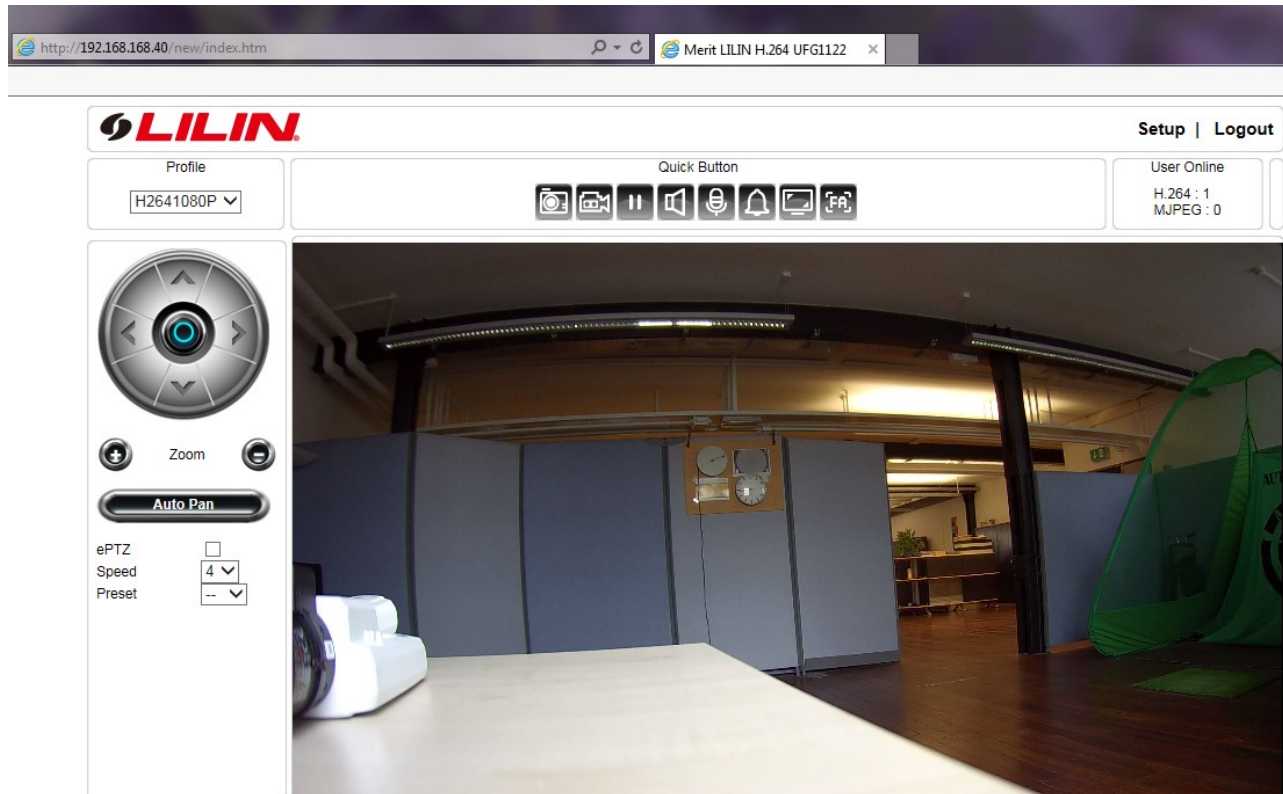 http://192.168.168.40/new/index.htm
Merit LILIN H.264 UFG1122
LILIN
Setup | Logout
Profile
H2641080P
Quick Button
User Online
H.264 : 1
MJPEG : 0
FA
Zoom
Auto Pan
ePTZ
Speed 4
Preset --